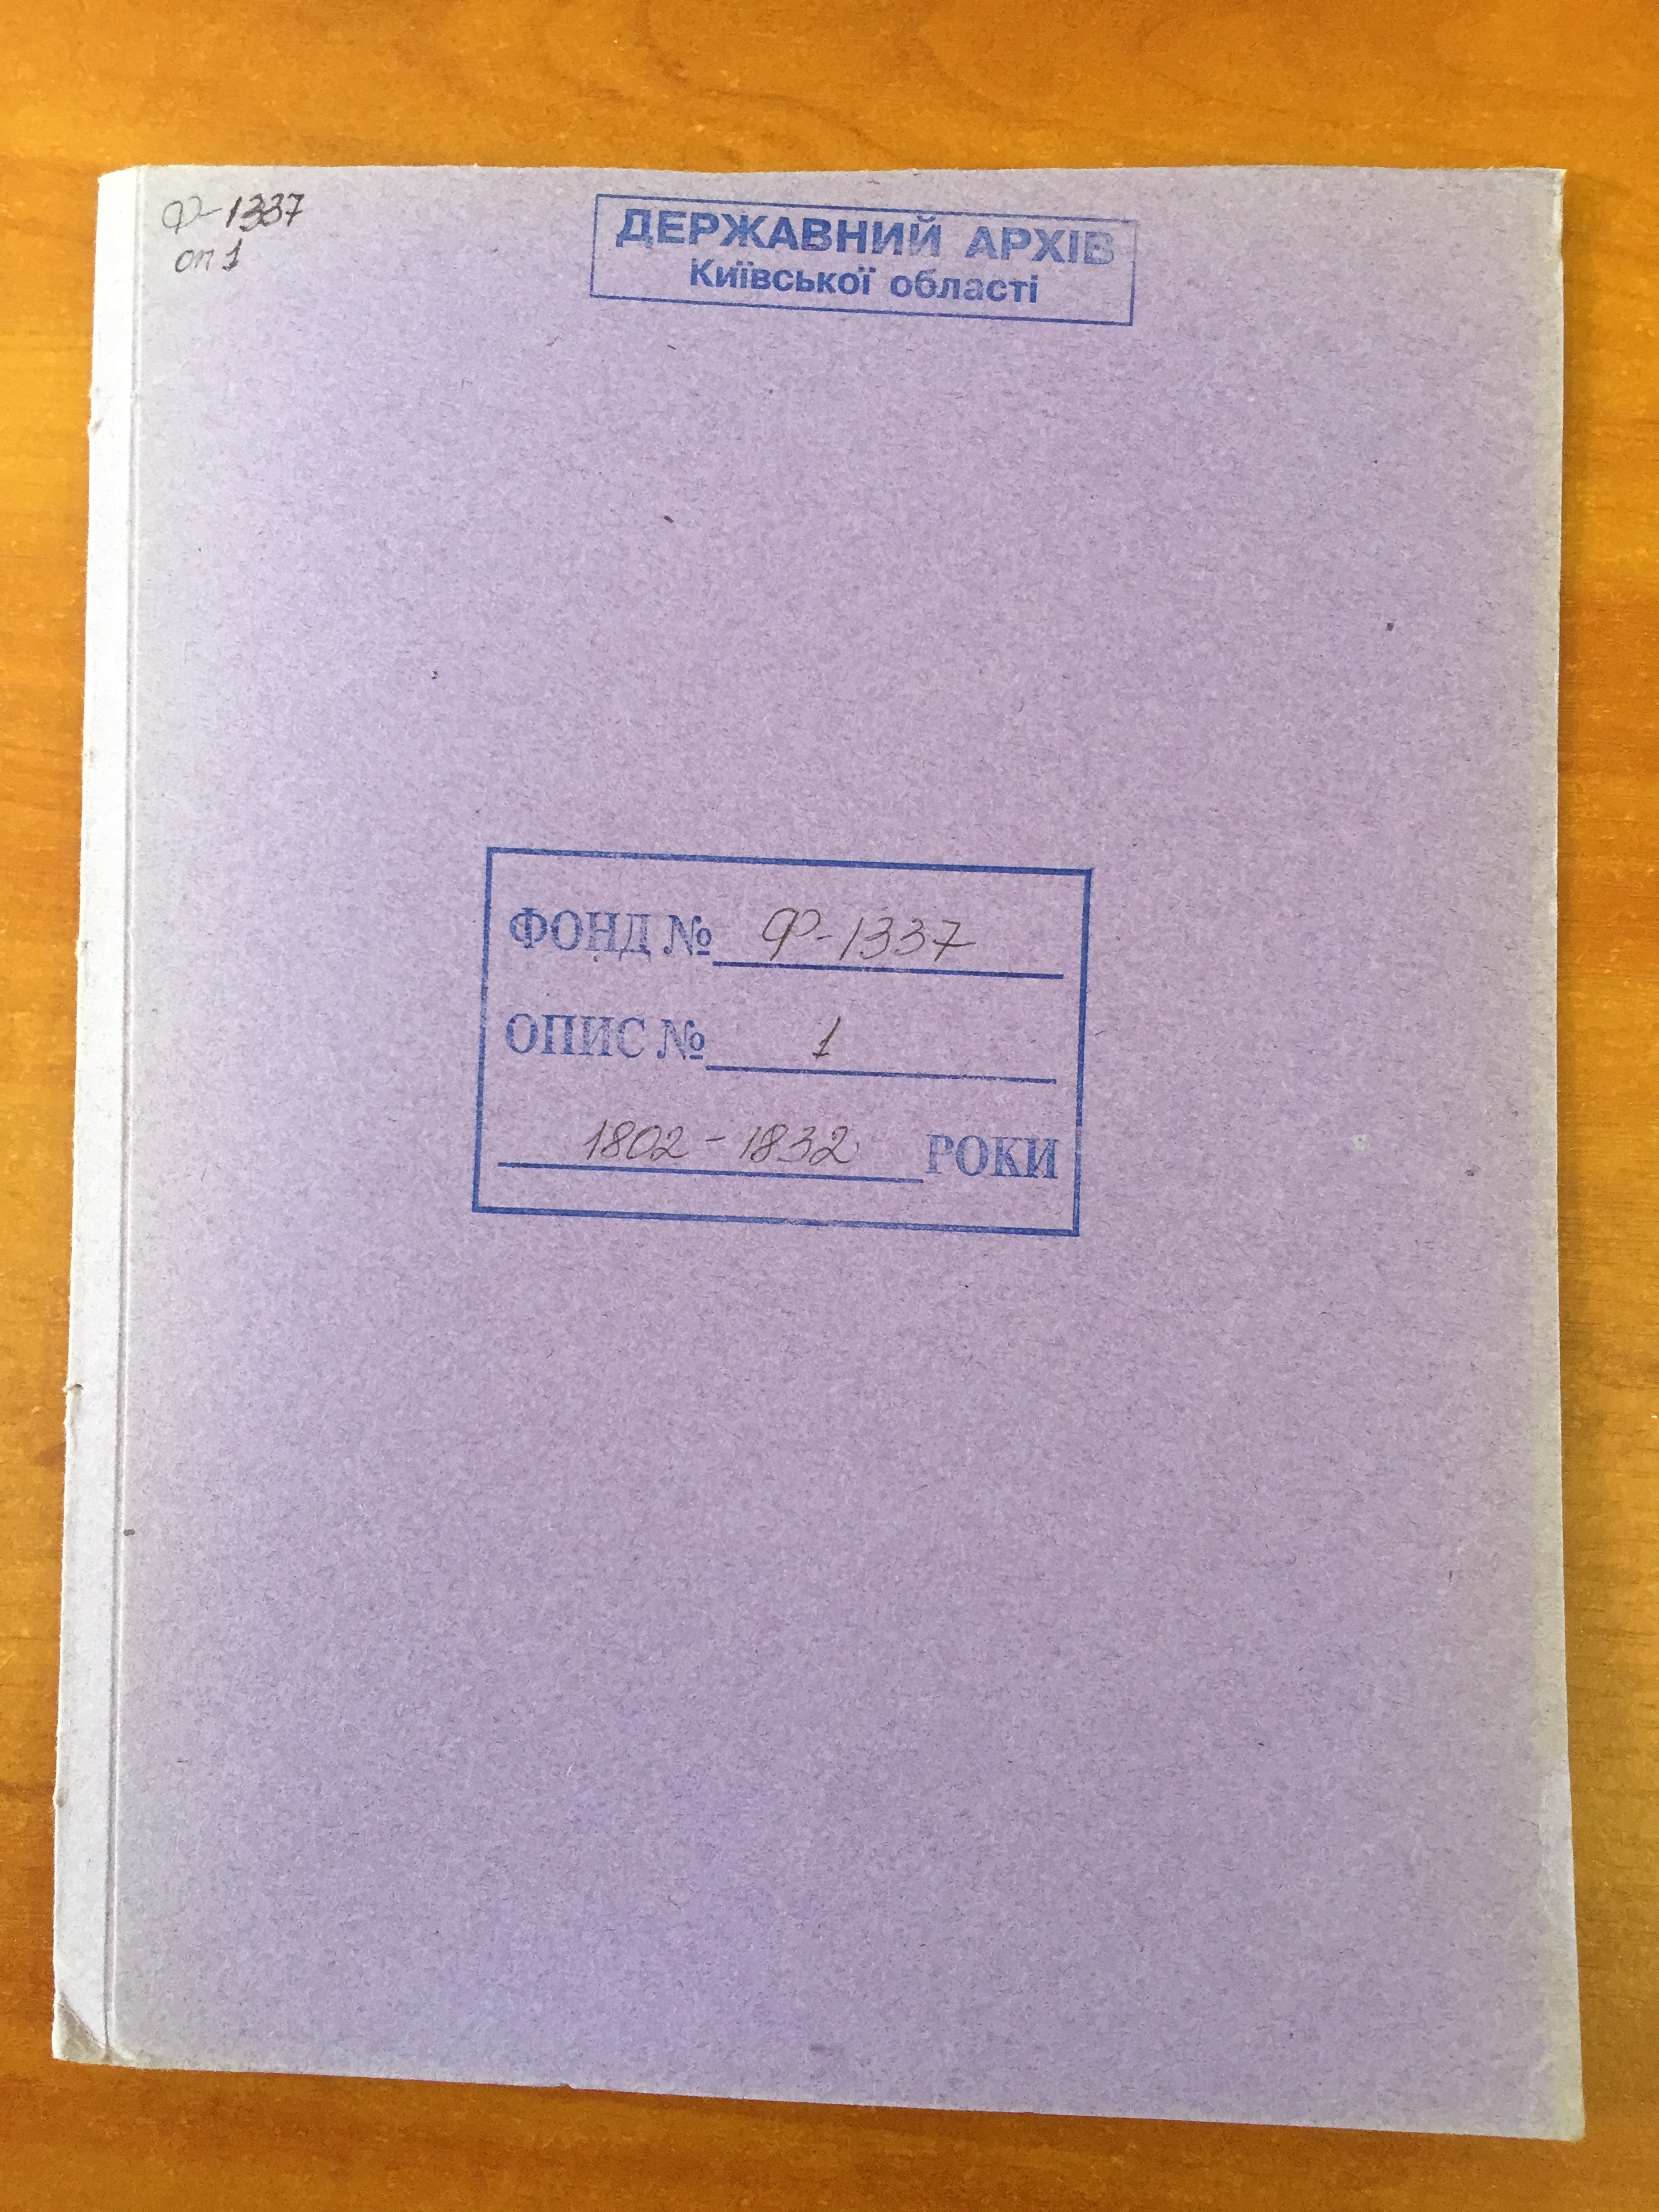 Ф-1337
оп 1
ДЕРЖАВНИЙ АРХІВ
Київської області
ФОНД № Ф-1337
ОПИС № 1
1802-1832 РОКИ